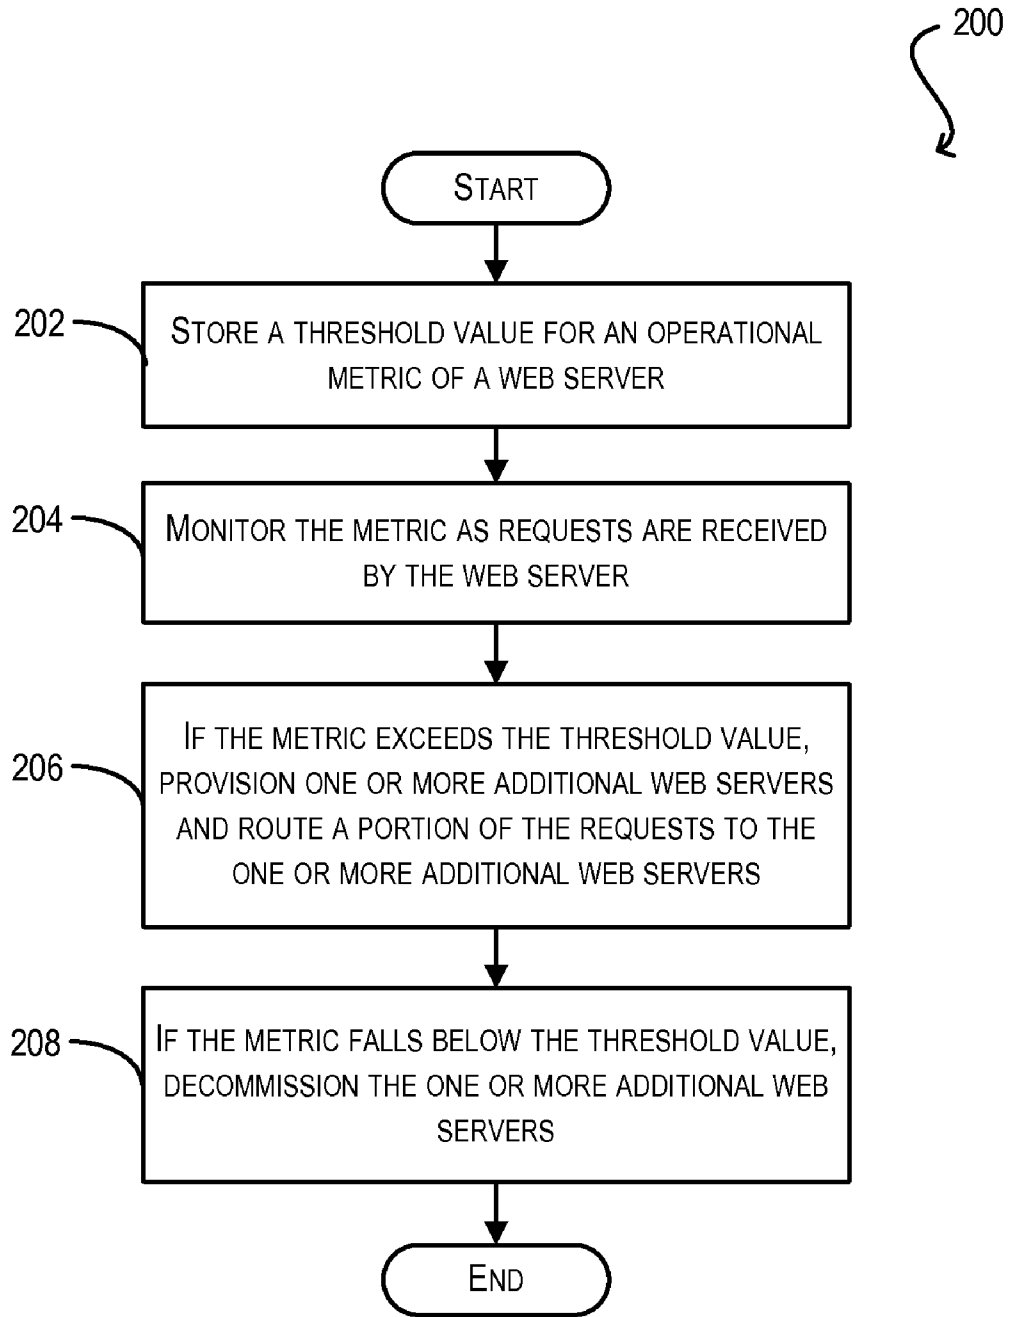 200
START
202
STORE A THRESHOLD VALUE FOR AN OPERATIONAL
METRIC OF A WEB SERVER
204
MONITOR THE METRIC AS REQUESTS ARE RECEIVED
BY THE WEB SERVER
206
IF THE METRIC EXCEEDS THE THRESHOLD VALUE,
PROVISION ONE OR MORE ADDITIONAL WEB SERVERS
AND ROUTE A PORTION OF THE REQUESTS TO THE
ONE OR MORE ADDITIONAL WEB SERVERS
208
IF THE METRIC FALLS BELOW THE THRESHOLD VALUE,
DECOMMISSION THE ONE OR MORE ADDITIONAL WEB
SERVERS
END